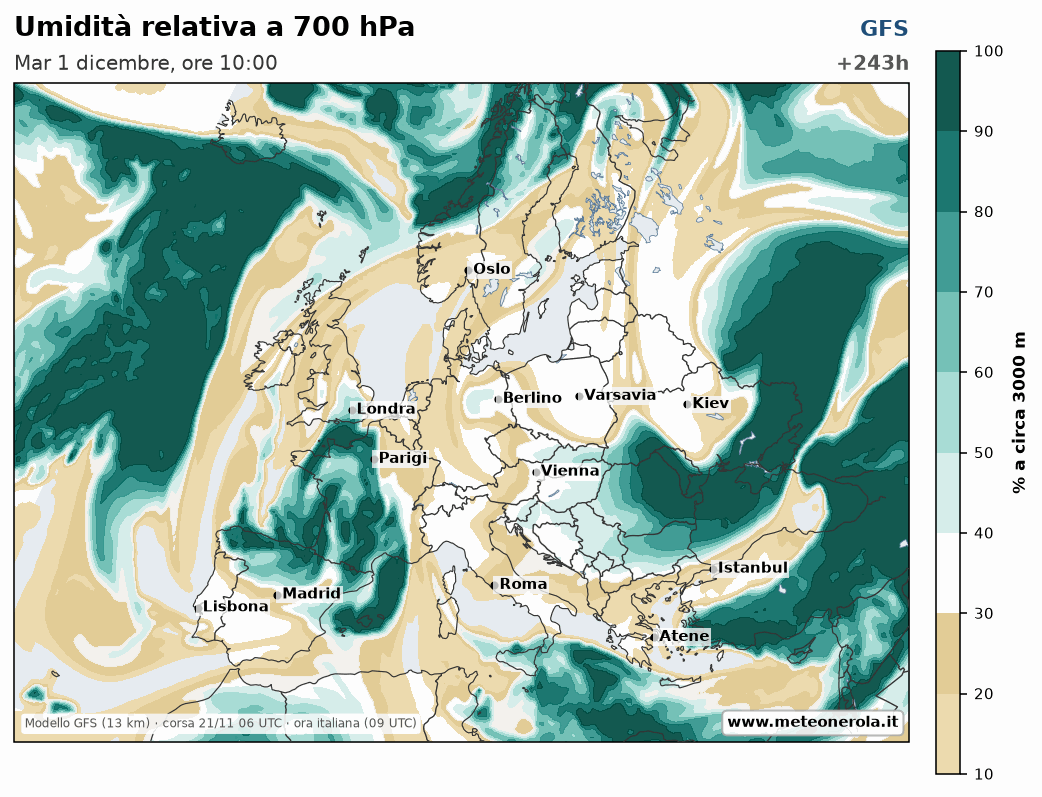 Umidità relativa a 700 hPa
GFS
Mar 1 dicembre, ore 10:00
+243h
100
90
80
70
60
50
40
30
20
10
% a circa 3000 m
Oslo
Berlino
Varsavia
Kiev
Londra
Parigi
Vienna
Istanbul
Roma
Madrid
Lisbona
Atene
Modello GFS (13 km) · corsa 21/11 06 UTC · ora italiana (09 UTC)
www.meteonerola.it